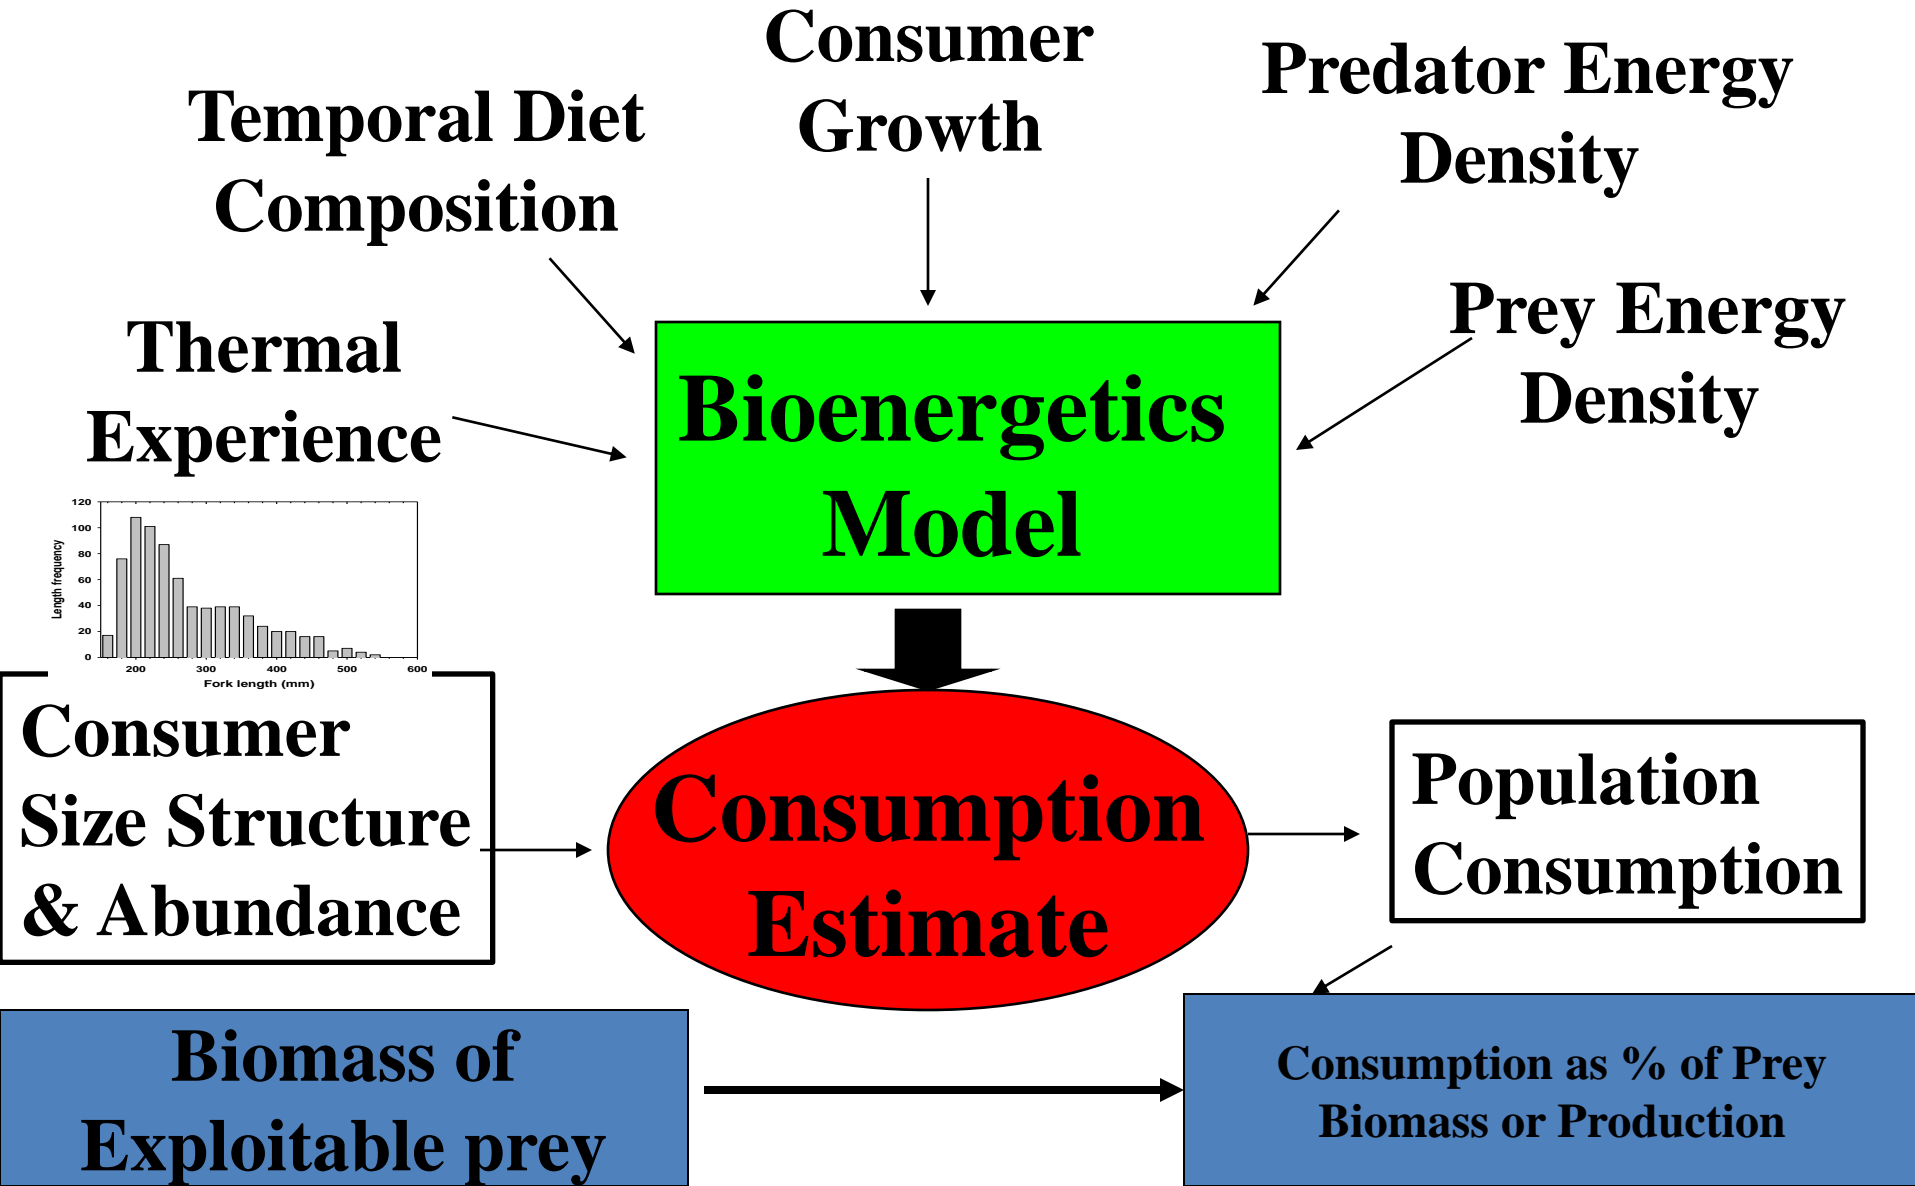 Consumer
Growth
Predator Energy
Density
Temporal Diet
Composition
Thermal
Experience
Prey Energy
Density
Bioenergetics
Model
120
100
80
60
40
20
0
Length frequency
200 300 400 500 600
Fork length (mm)
Consumer
Size Structure
& Abundance
Consumption
Estimate
Population
Consumption
Biomass of
Exploitable prey
Consumption as % of Prey
Biomass or Production